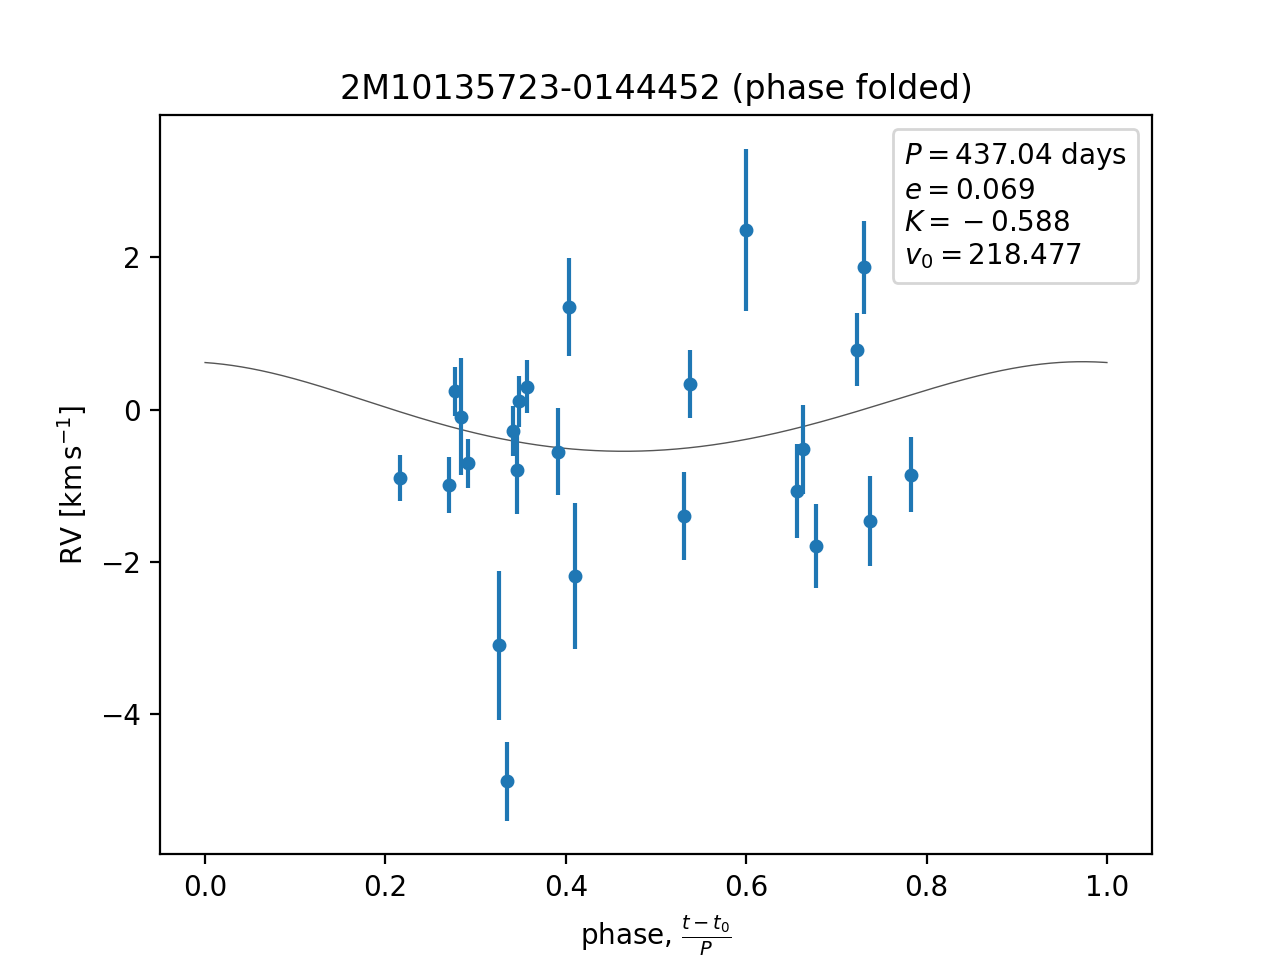 2M10135723-0144452 (phase folded)
P = 437.04 days
e = 0.069
K = −0.588
v₀ = 218.477
2
0
−2
−4
RV [km s⁻¹]
0.0 0.2 0.4 0.6 0.8 1.0
phase, (t − t₀)/P